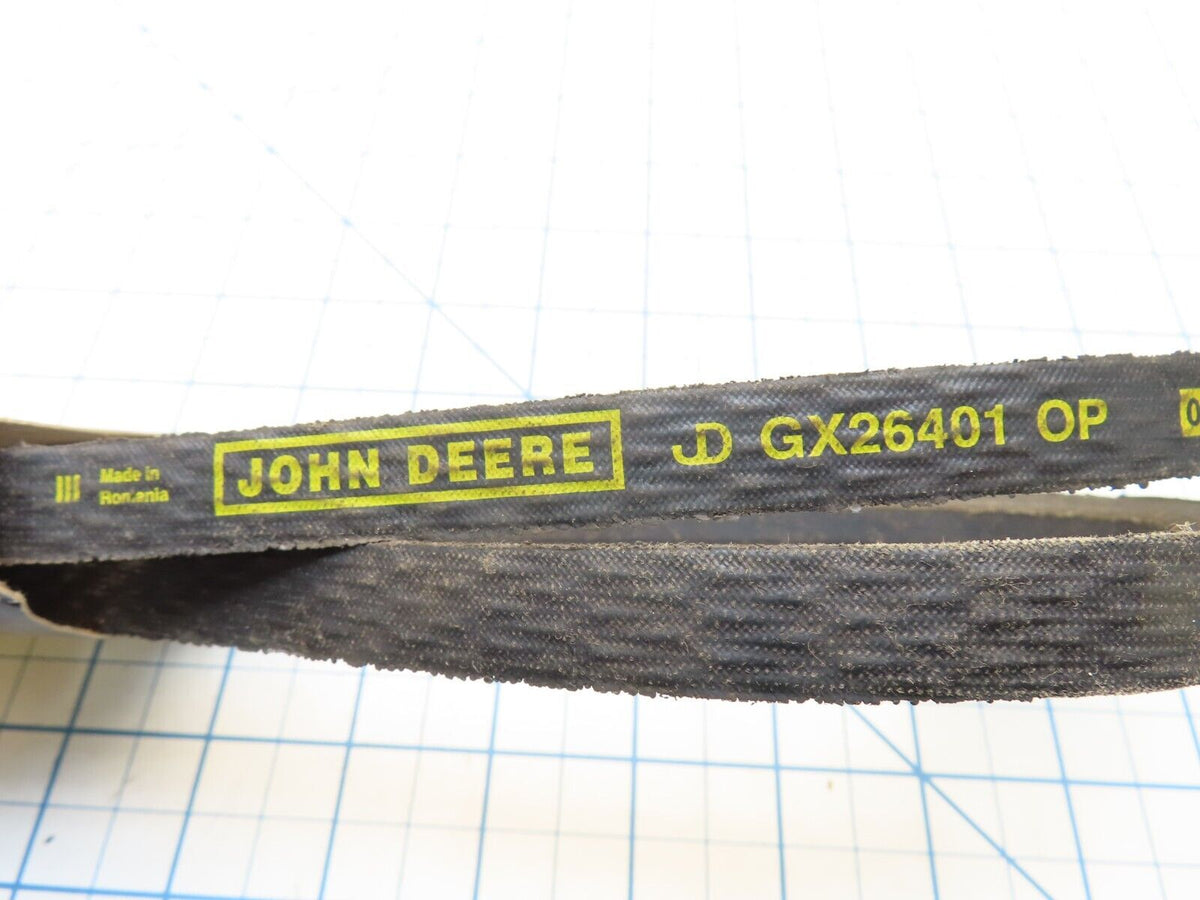 Made in
Romania
JOHN DEERE
JD GX26401 OP